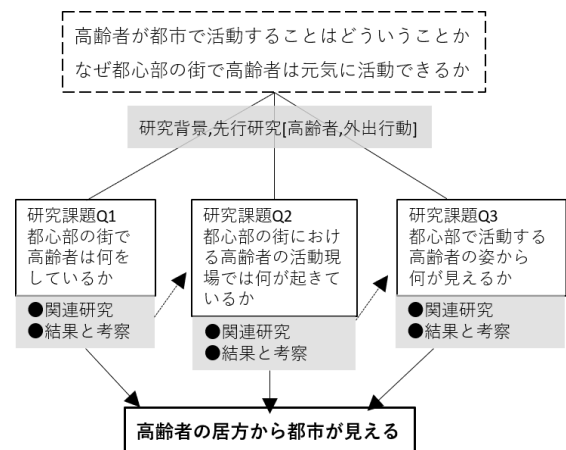 高齢者が都市で活動することはどういうことか
なぜ都心部の街で高齢者は元気に活動できるか
研究背景,先行研究[高齢者,外出行動]
研究課題Q1
都心部の街で
高齢者は何を
しているか
●関連研究
●結果と考察
研究課題Q2
都心部の街におけ
る高齢者の活動現
場では何が起きて
いるか
●関連研究
●結果と考察
研究課題Q3
都心部で活動する
高齢者の姿から
何が見えるか
●関連研究
●結果と考察
高齢者の居方から都市が見える